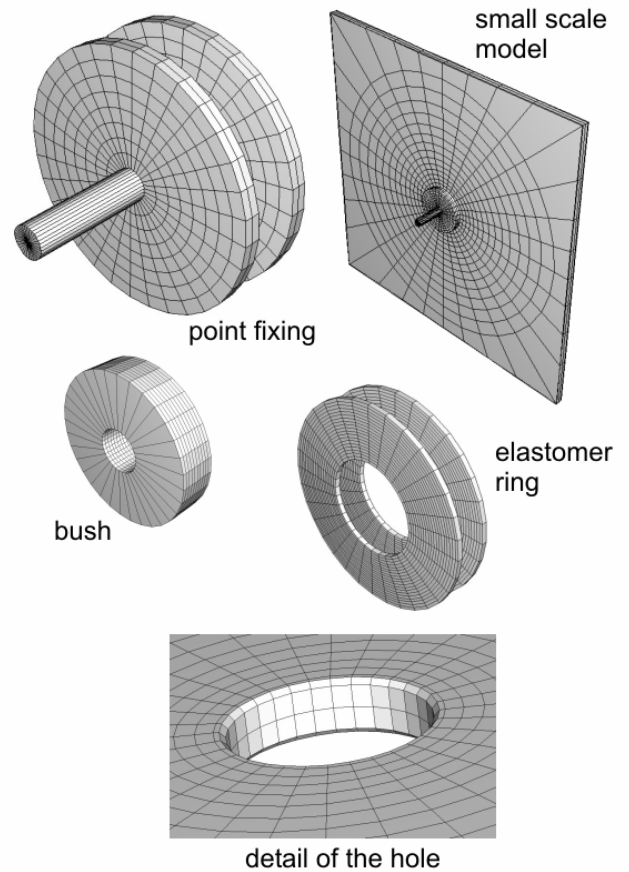 small scale
model
point fixing
elastomer
ring
bush
detail of the hole